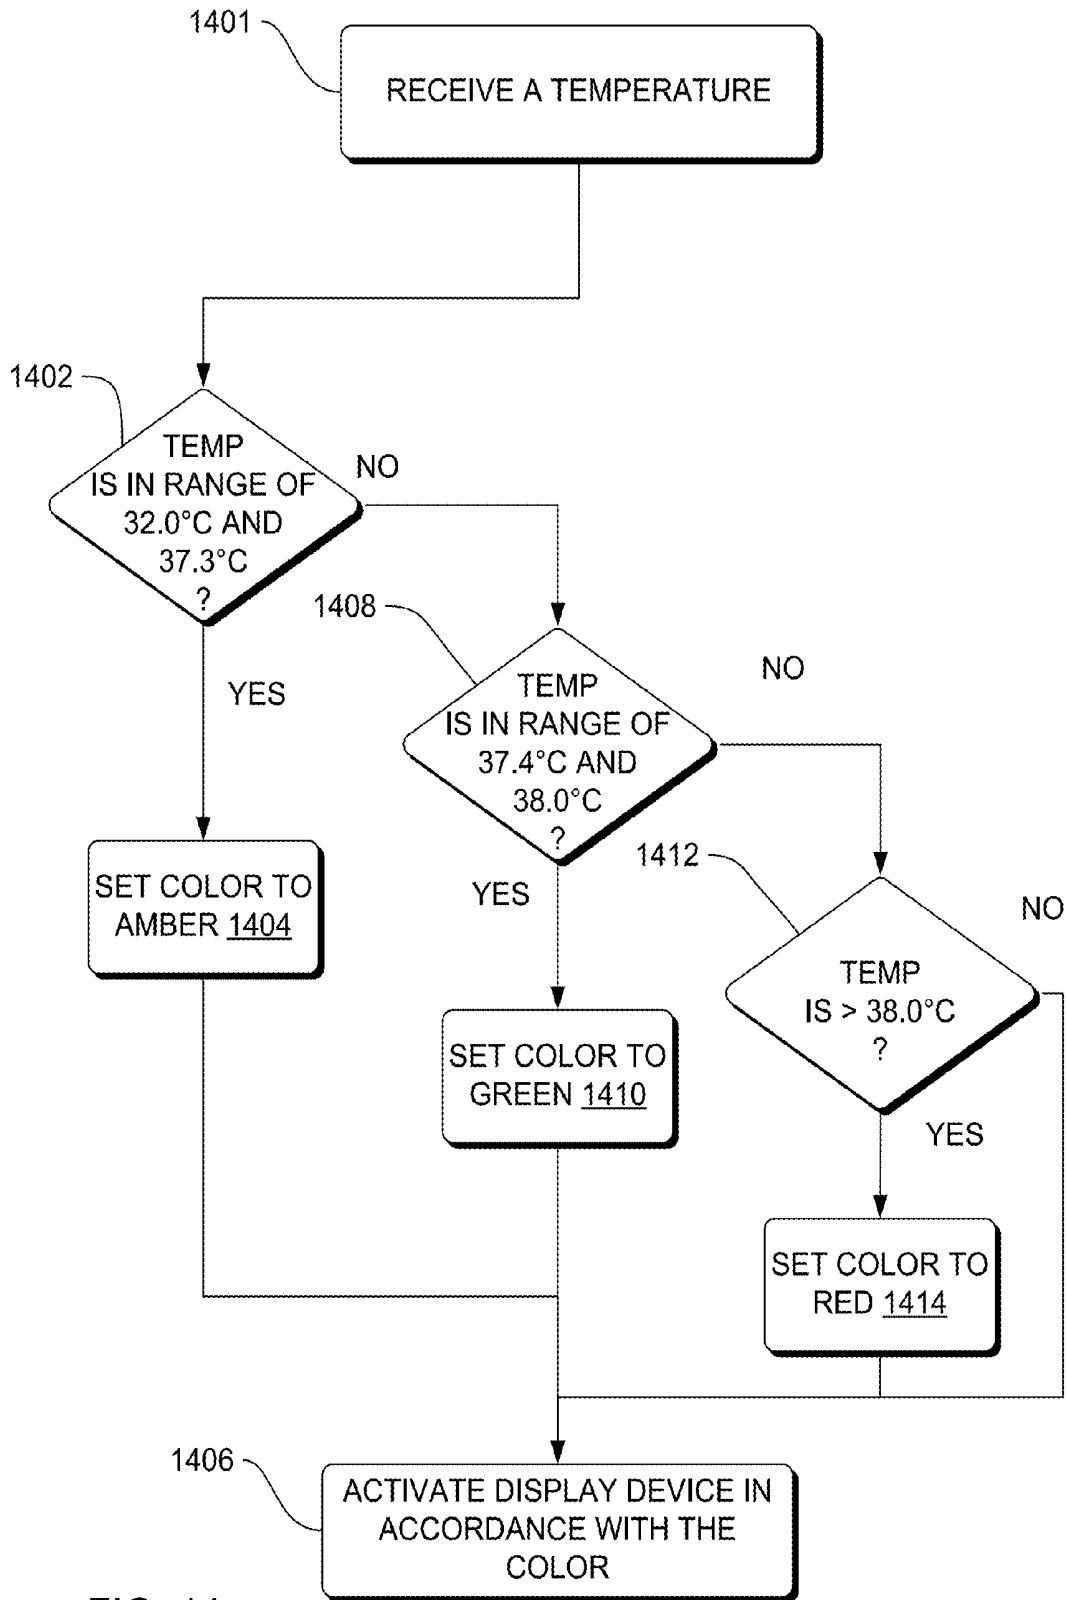 1401
RECEIVE A TEMPERATURE
1402
TEMP
IS IN RANGE OF
32.0°C AND
37.3°C
?
NO
YES
1408
TEMP
IS IN RANGE OF
37.4°C AND
38.0°C
?
NO
YES
SET COLOR TO
AMBER 1404
1412
TEMP
IS > 38.0°C
?
NO
YES
SET COLOR TO
GREEN 1410
SET COLOR TO
RED 1414
1406
ACTIVATE DISPLAY DEVICE IN
ACCORDANCE WITH THE
COLOR